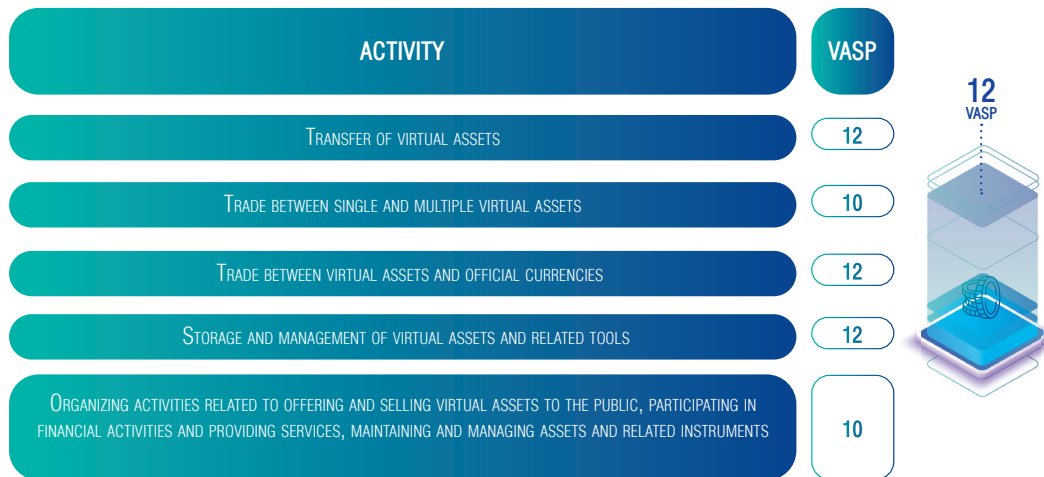 ACTIVITY VASP
TRANSFER OF VIRTUAL ASSETS 12
TRADE BETWEEN SINGLE AND MULTIPLE VIRTUAL ASSETS 10
TRADE BETWEEN VIRTUAL ASSETS AND OFFICIAL CURRENCIES 12
STORAGE AND MANAGEMENT OF VIRTUAL ASSETS AND RELATED TOOLS 12
ORGANIZING ACTIVITIES RELATED TO OFFERING AND SELLING VIRTUAL ASSETS TO THE PUBLIC, PARTICIPATING IN
FINANCIAL ACTIVITIES AND PROVIDING SERVICES, MAINTAINING AND MANAGING ASSETS AND RELATED INSTRUMENTS
10
12
VASP